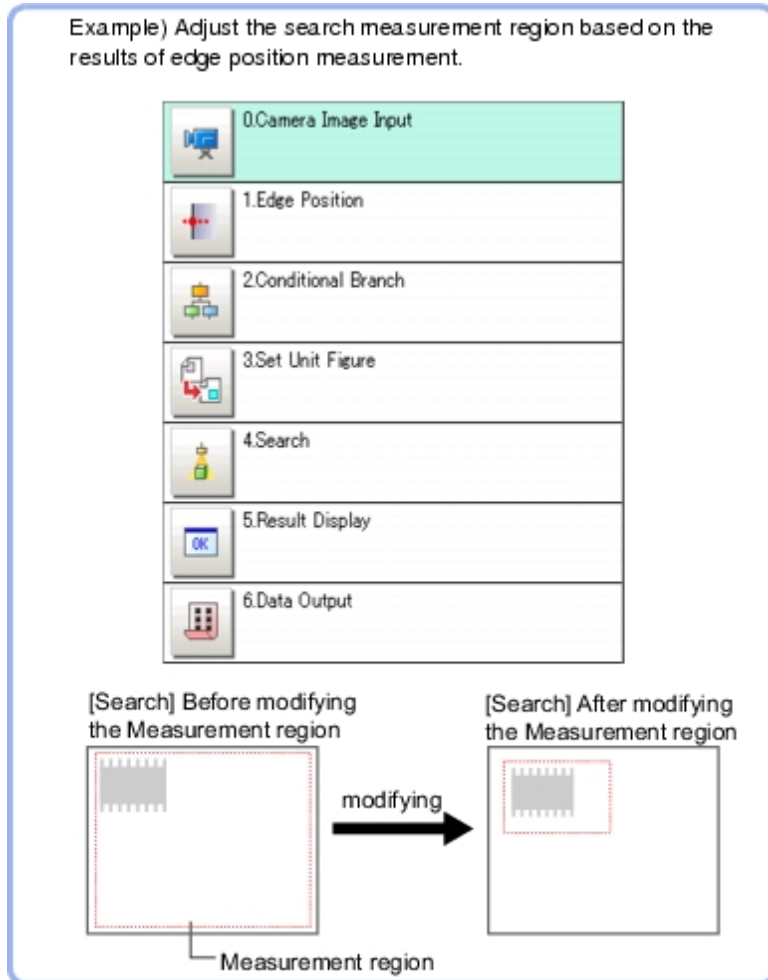 Example) Adjust the search measurement region based on the
results of edge position measurement.
0.Camera Image Input
1.Edge Position
2.Conditional Branch
3.Set Unit Figure
4.Search
OK
5.Result Display
6.Data Output
[Search] Before modifying
the Measurement region
[Search] After modifying
the Measurement region
modifying
Measurement region